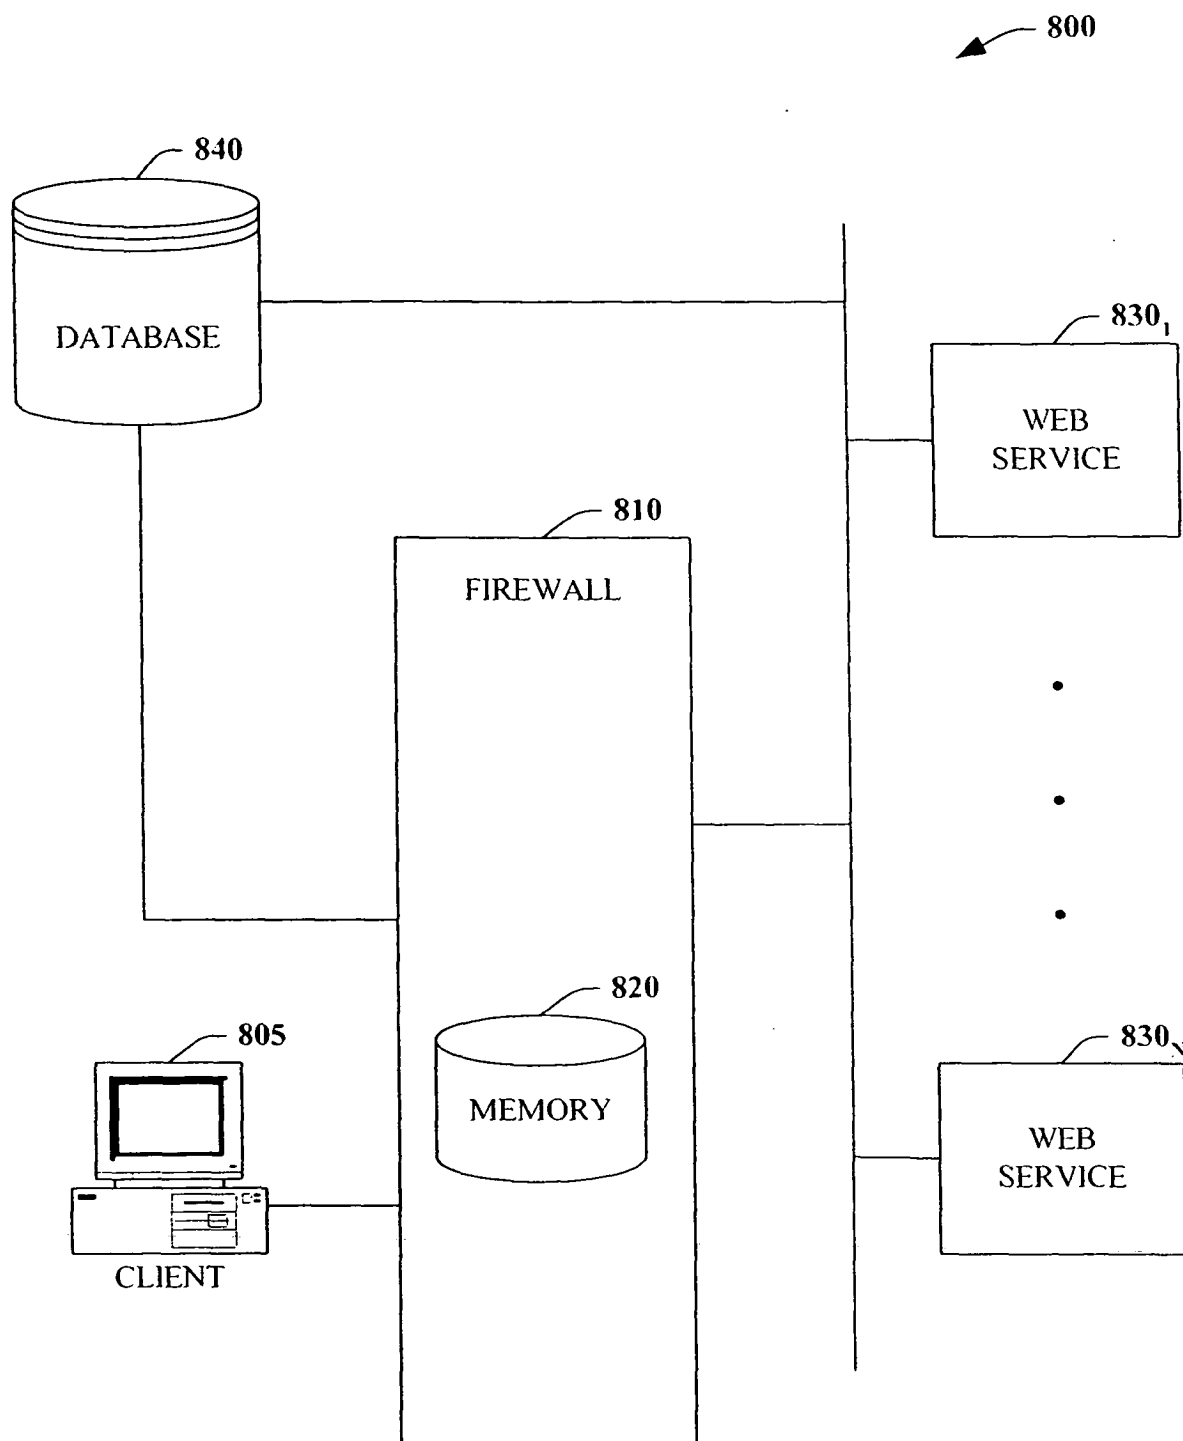 800
840
DATABASE
830₁
WEB
SERVICE
810
FIREWALL
820
MEMORY
805
CLIENT
830
WEB
SERVICE